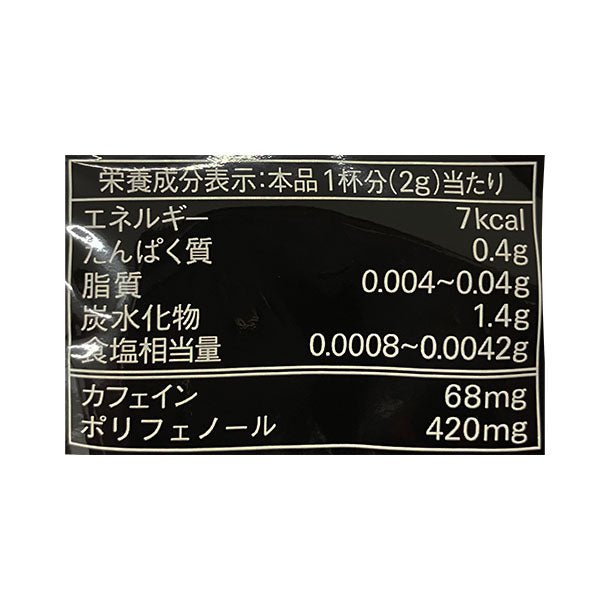 栄養成分表示:本品1杯分(2g)当たり
エネルギー 7kcal
たんぱく質 0.4g
脂質 0.004~0.04g
炭水化物 1.4g
食塩相当量 0.0008~0.0042g
カフェイン 68mg
ポリフェノール 420mg